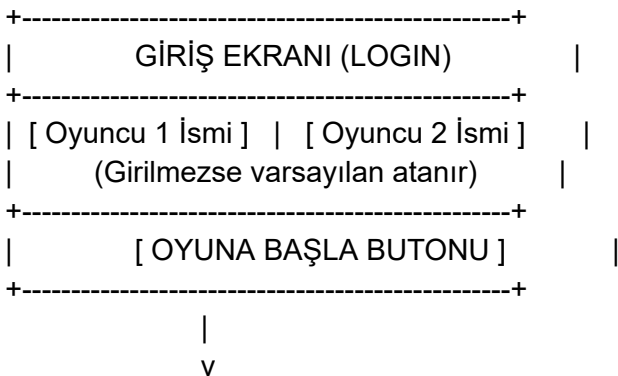 +--------------------------------------------------+
| GİRİŞ EKRANI (LOGIN) |
+--------------------------------------------------+
| [ Oyuncu 1 İsmi ] | [ Oyuncu 2 İsmi ] |
| (Girilmezse varsayılan atanır) |
+--------------------------------------------------+
| [ OYUNA BAŞLA BUTONU ] |
+--------------------------------------------------+
|
v